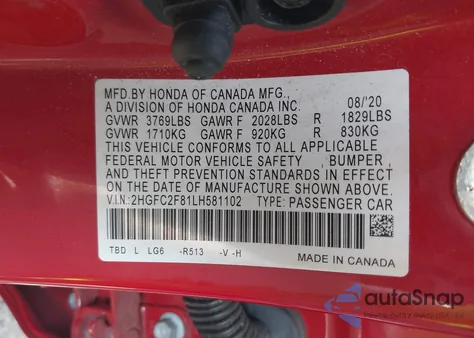 MFD.BY HONDA OF CANADA MFG.,
A DIVISION OF HONDA CANADA INC. 08/'20
GVWR 3769LBS GAWR F 2028LBS R 1829LBS
GVWR 1710KG GAWR F 920KG R 830KG
THIS VEHICLE CONFORMS TO ALL APPLICABLE
FEDERAL MOTOR VEHICLE SAFETY , BUMPER ,
AND THEFT PREVENTION STANDARDS IN EFFECT ON
THE DATE OF MANUFACTURE SHOWN ABOVE.
V.I.N.:2HGFC2F81LH581102 TYPE: PASSENGER CAR
TBD L LG6 -R513 -V -H
MADE IN CANADA
autoSnap